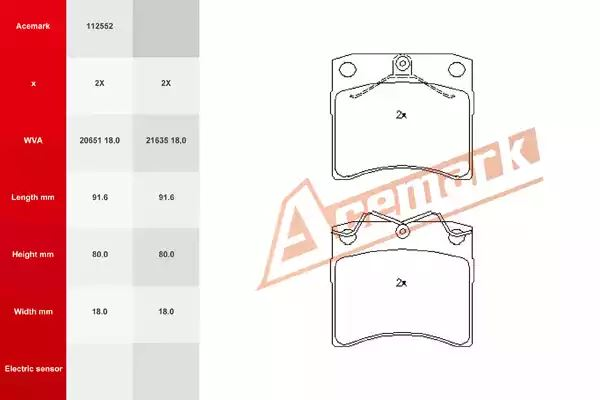 Acemark 112552
x 2X 2X
WVA 20651 18.0 21635 18,0
Length mm 91.6 91.6
Height mm 80.0 80.0
Width mm 18.0 18.0
Electric sensor
2x
Acemark
2x